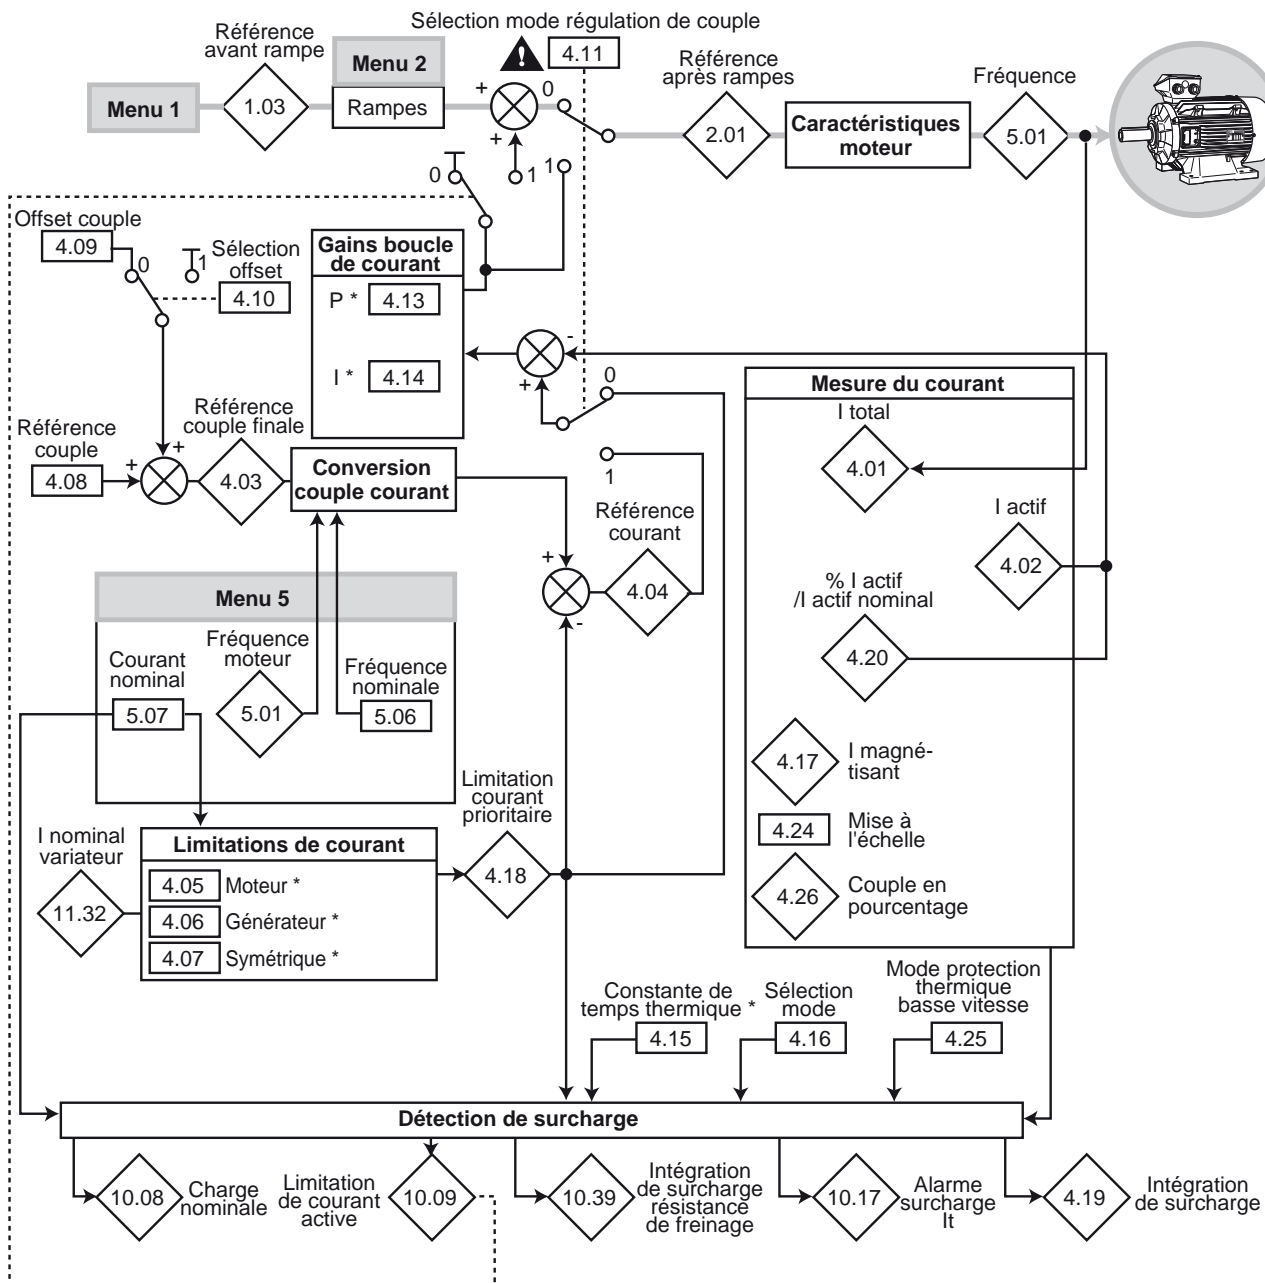 Sélection mode régulation de couple
4.11
Référence
avant rampe
1.03
Menu 1
Menu 2
Rampes
+
+
0
1
1
0
Référence
après rampes
2.01
Caractéristiques
moteur
Fréquence
5.01
Offset couple
4.09
0
1
Sélection
offset
4.10
Gains boucle
de courant
P *
4.13
I *
4.14
-
+
0
1
Référence
couple
4.08
+
+
Référence
couple finale
4.03
Conversion
couple courant
Référence
courant
4.04
+
-
Mesure du courant
I total
4.01
I actif
4.02
% I actif
/I actif nominal
4.20
4.17
I magné-
tisant
4.24
Mise à
l'échelle
4.26
Couple en
pourcentage
Menu 5
Courant
nominal
5.07
Fréquence
moteur
5.01
Fréquence
nominale
5.06
I nominal
variateur
11.32
Limitations de courant
4.05 Moteur *
4.06 Générateur *
4.07 Symétrique *
Limitation
courant
prioritaire
4.18
Constante de
temps thermique *
4.15
Sélection
mode
4.16
Mode protection
thermique
basse vitesse
4.25
Détection de surcharge
10.08
Charge
nominale
Limitation
de courant
active
10.09
10.39
Intégration
de surcharge
résistance
de freinage
10.17
Alarme
surcharge
It
4.19
Intégration
de surcharge